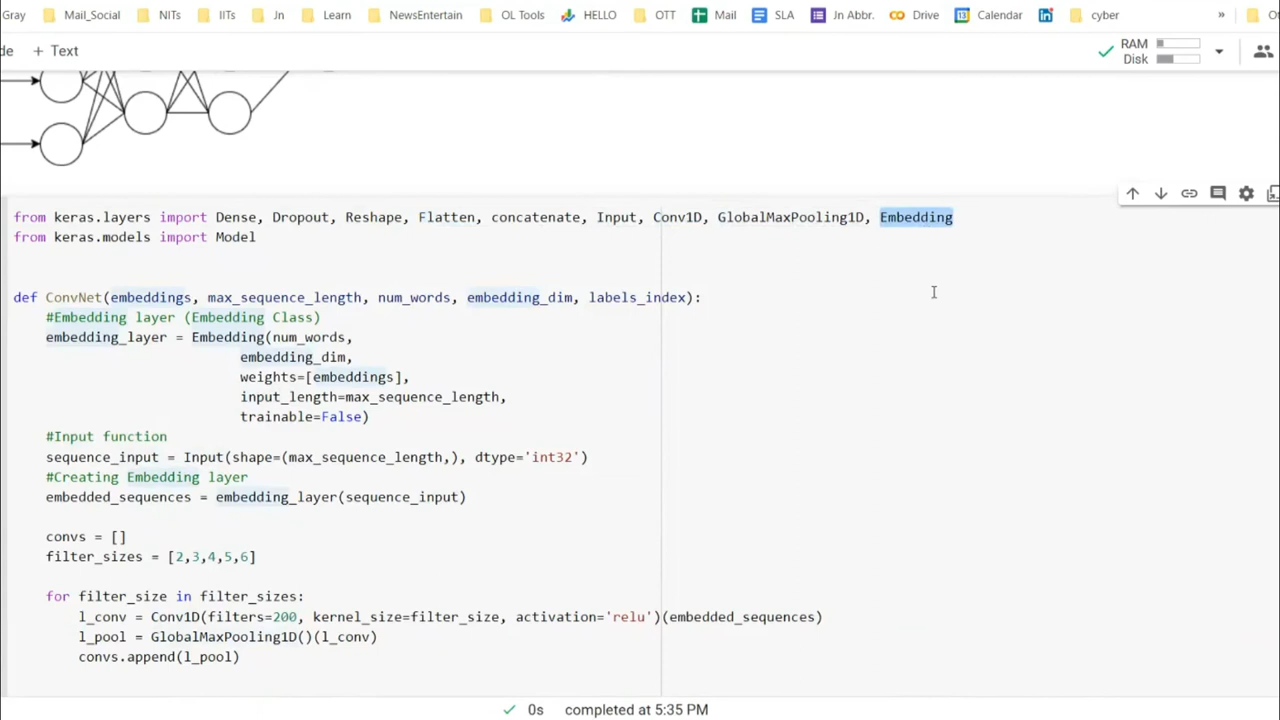 Gray Mail_Social NITs IITs Jn Learn NewsEntertain OL Tools HELLO OTT Mail SLA Jn Abbr. Drive Calendar cyber »
+ Text
RAM
Disk
from keras.layers import Dense, Dropout, Reshape, Flatten, concatenate, Input, Conv1D, GlobalMaxPooling1D, Embedding
from keras.models import Model
def ConvNet(embeddings, max_sequence_length, num_words, embedding_dim, labels_index):
#Embedding layer (Embedding Class)
embedding_layer = Embedding(num_words,
embedding_dim,
weights=[embeddings],
input_length=max_sequence_length,
trainable=False)
#Input function
sequence_input = Input(shape=(max_sequence_length,), dtype='int32')
#Creating Embedding layer
embedded_sequences = embedding_layer(sequence_input)
convs = []
filter_sizes = [2,3,4,5,6]
for filter_size in filter_sizes:
l_conv = Conv1D(filters=200, kernel_size=filter_size, activation='relu')(embedded_sequences)
l_pool = GlobalMaxPooling1D()(l_conv)
convs.append(l_pool)
0s completed at 5:35 PM